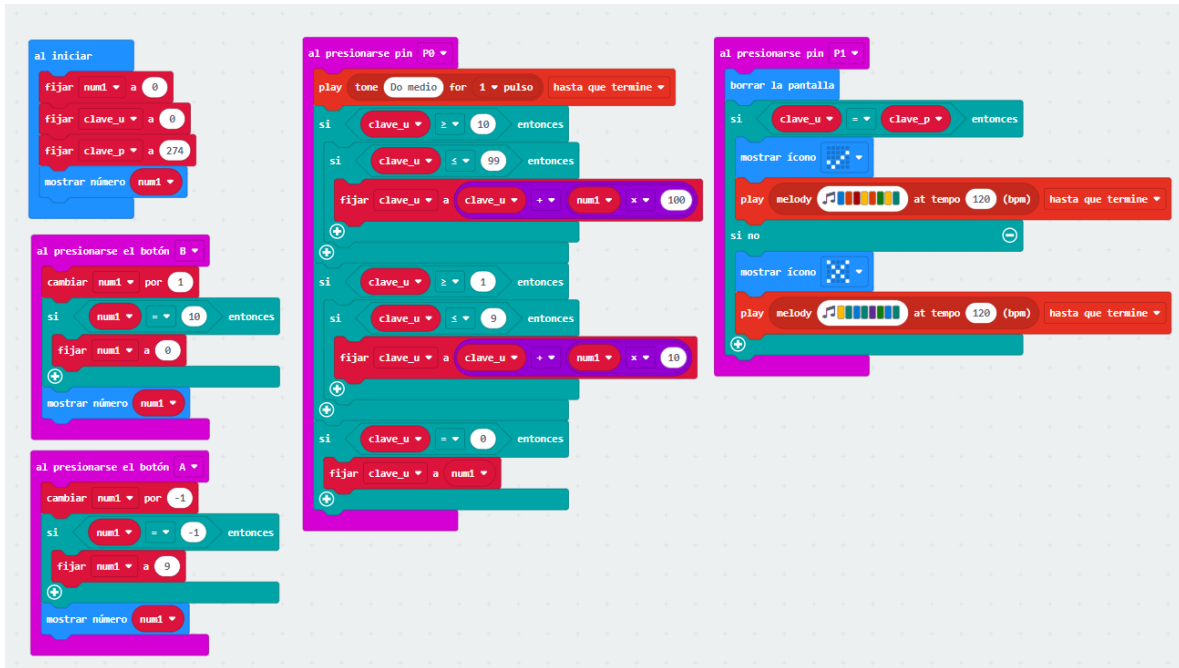 al iniciar
fijar num1 a 0
fijar clave_u a 0
fijar clave_p a 274
mostrar número num1
al presionarse el botón B
cambiar num1 por 1
si num1 = 10 entonces
fijar num1 a 0
mostrar número num1
al presionarse el botón A
cambiar num1 por -1
si num1 = -1 entonces
fijar num1 a 9
mostrar número num1
al presionarse pin P0
play tone Do medio for 1 pulso hasta que termine
si clave_u ≥ 10 entonces
si clave_u ≤ 99 entonces
fijar clave_u a clave_u + num1 x 100
si clave_u ≥ 1 entonces
si clave_u ≤ 9 entonces
fijar clave_u a clave_u + num1 x 10
si clave_u = 0 entonces
fijar clave_u a num1
al presionarse pin P1
borrar la pantalla
si clave_u = clave_p entonces
mostrar ícono
play melody at tempo 120 (bpm) hasta que termine
si no
mostrar ícono
play melody at tempo 120 (bpm) hasta que termine